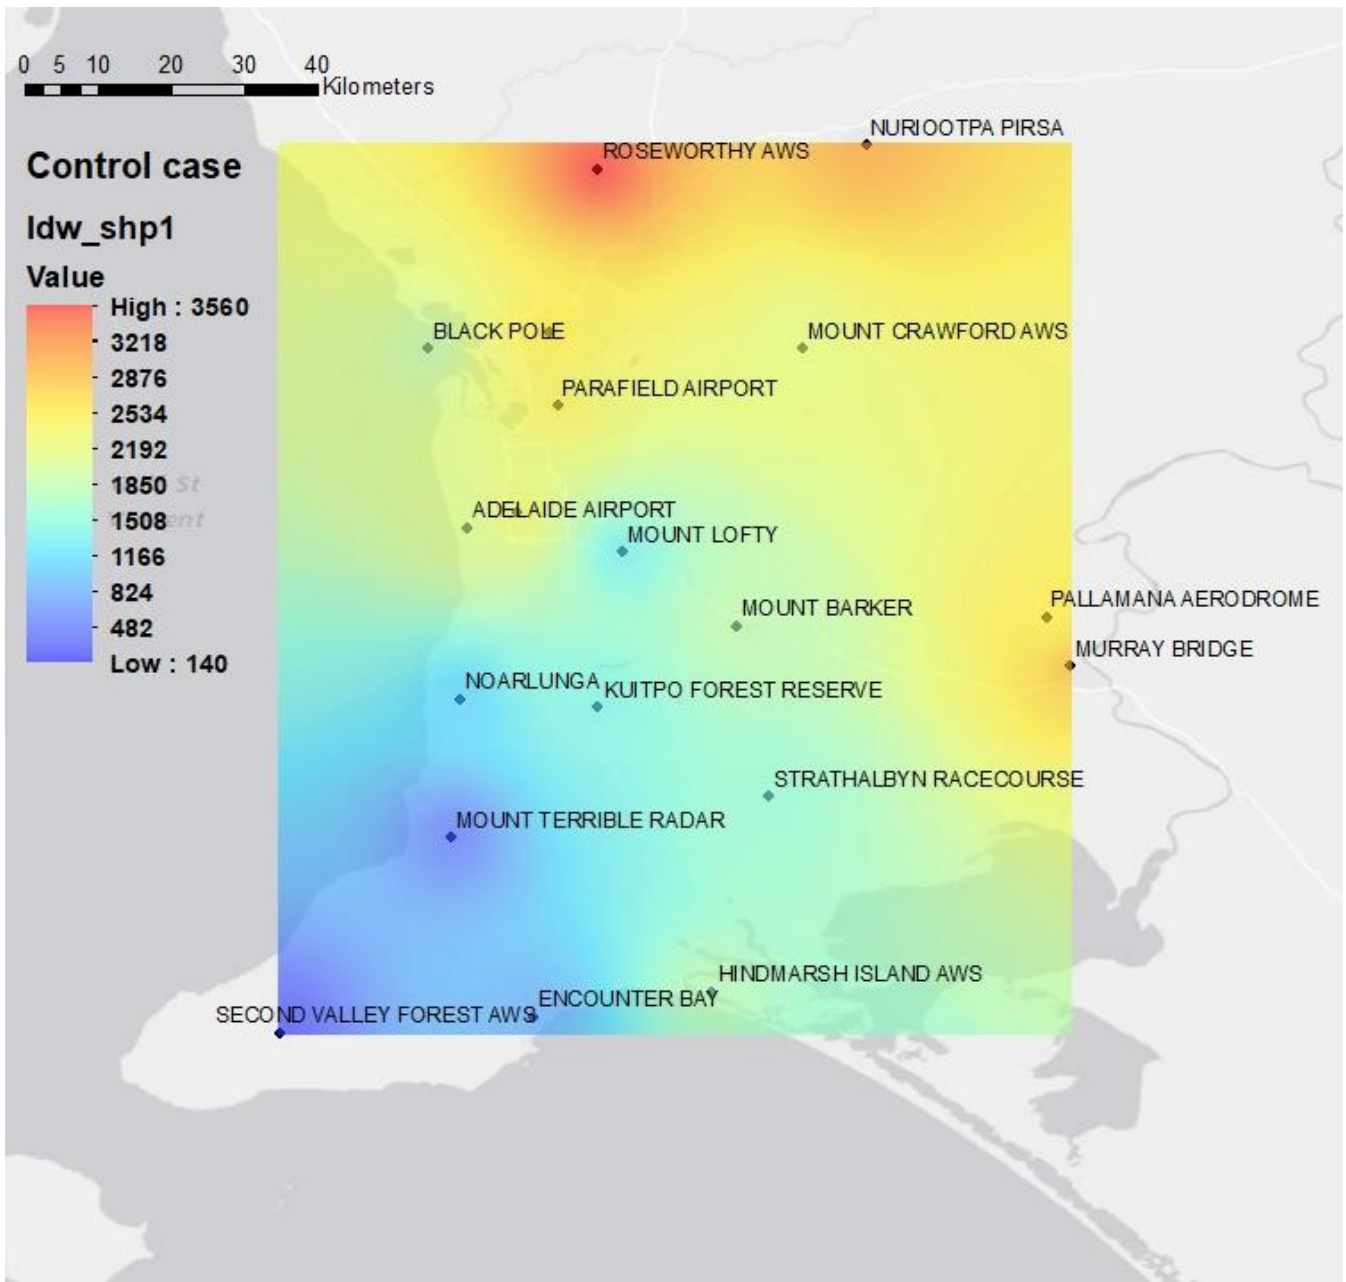 0 5 10 20 30 40
Kilometers
NURIOOTPA PIRSA
ROSEWORTHY AWS
Control case
Idw_shp1
Value
High : 3560
3218
2876
2534
2192
1850 St
1508 ent
1166
824
482
Low : 140
BLACK POLE
MOUNT CRAWFORD AWS
PARAFIELD AIRPORT
ADELAIDE AIRPORT
MOUNT LOFTY
MOUNT BARKER
PALLAMANA AERODROME
MURRAY BRIDGE
NOARLUNGA
KUITPO FOREST RESERVE
STRATHALBYN RACECOURSE
MOUNT TERRIBLE RADAR
HINDMARSH ISLAND AWS
ENCOUNTER BAY
SECOND VALLEY FOREST AWS